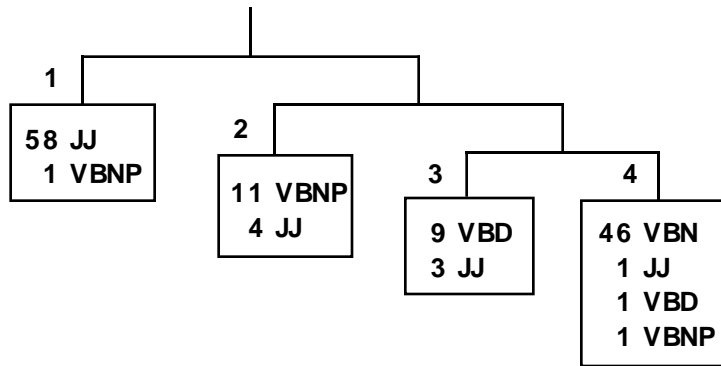 1
58 JJ
1 VBNP
2
11 VBNP
4 JJ
3
9 VBD
3 JJ
4
46 VBN
1 JJ
1 VBD
1 VBNP